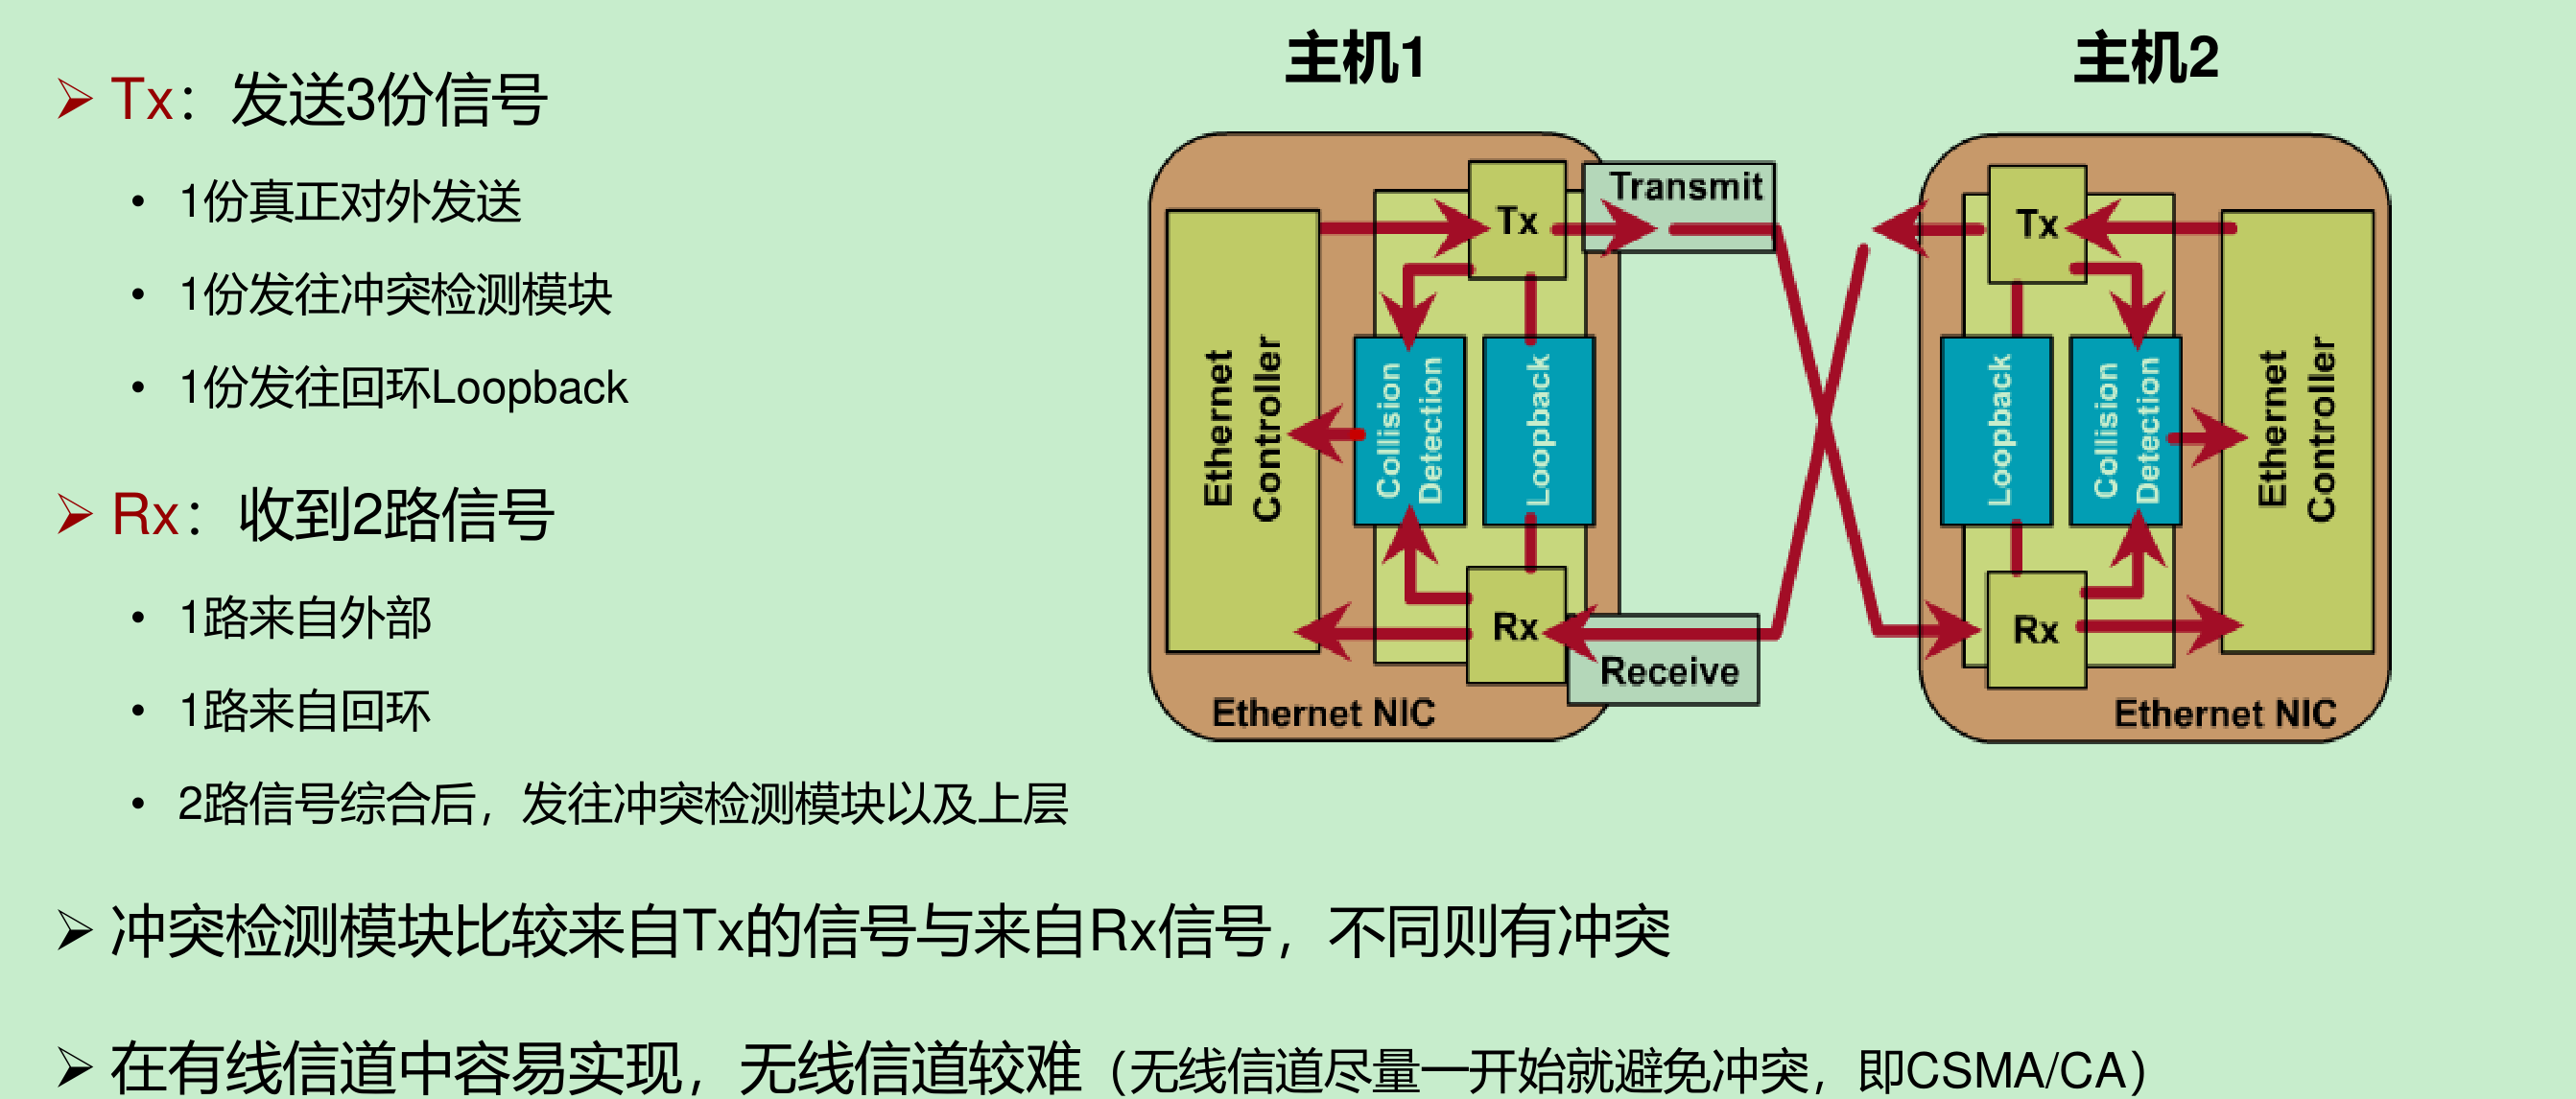 主机1
主机2
Tx：发送3份信号
1份真正对外发送
1份发往冲突检测模块
1份发往回环Loopback
Rx：收到2路信号
1路来自外部
1路来自回环
2路信号综合后，发往冲突检测模块以及上层
冲突检测模块比较来自Tx的信号与来自Rx信号，不同则有冲突
在有线信道中容易实现，无线信道较难（无线信道尽量一开始就避免冲突，即CSMA/CA）
Ethernet
Controller
Tx
Transmit
Collision
Detection
Loopback
Rx
Receive
Ethernet NIC
Tx
Loopback
Collision
Detection
Ethernet
Controller
Rx
Ethernet NIC